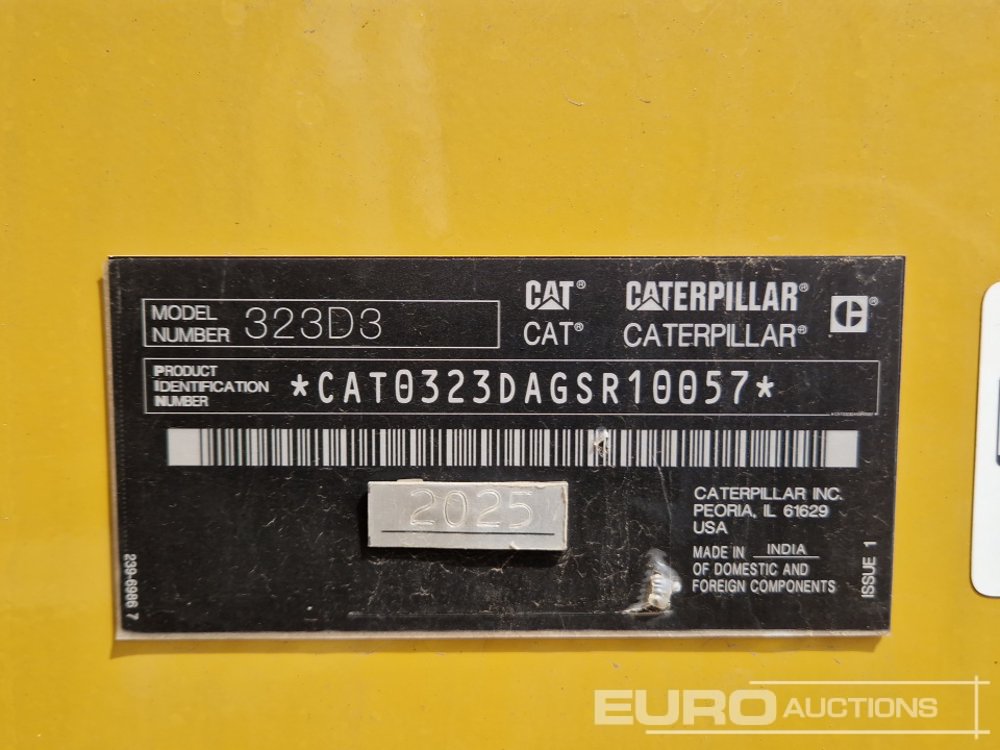 CAT® CATERPILLAR®
CAT® CATERPILLAR®
C®
MODEL
NUMBER 323D3
PRODUCT
IDENTIFICATION
NUMBER
*CAT0323DAGSR10057*
2025
CATERPILLAR INC.
PEORIA, IL 61629
USA
MADE IN INDIA
OF DOMESTIC AND
FOREIGN COMPONENTS
239-6986 7
ISSUE 1
EURO AUCTIONS